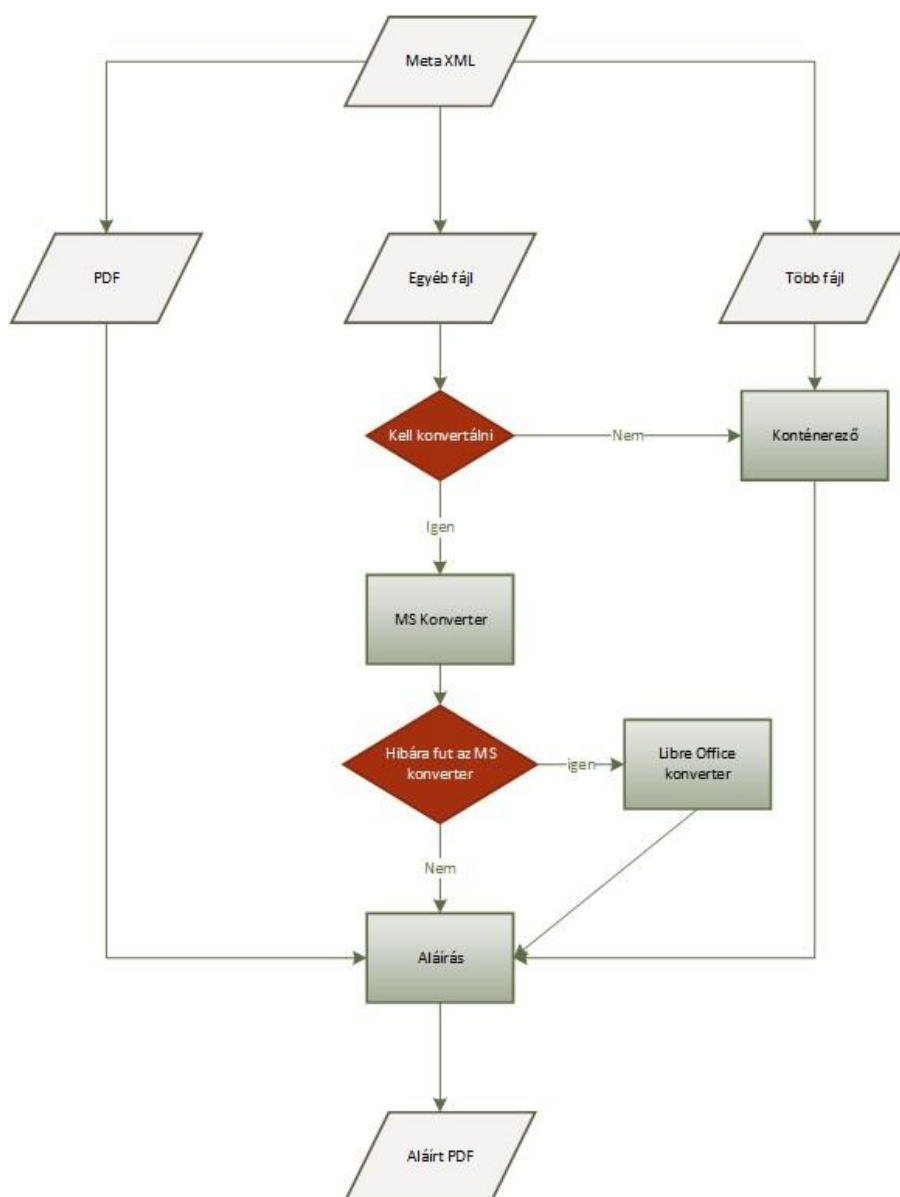 Meta XML
PDF
Egyéb fájl
Több fájl
Kell konvertálni
Nem
Konténerező
Igen
MS Konverter
Hibára fut az MS
konverter
igen
Libre Office
konverter
Nem
Aláírás
Aláírt PDF